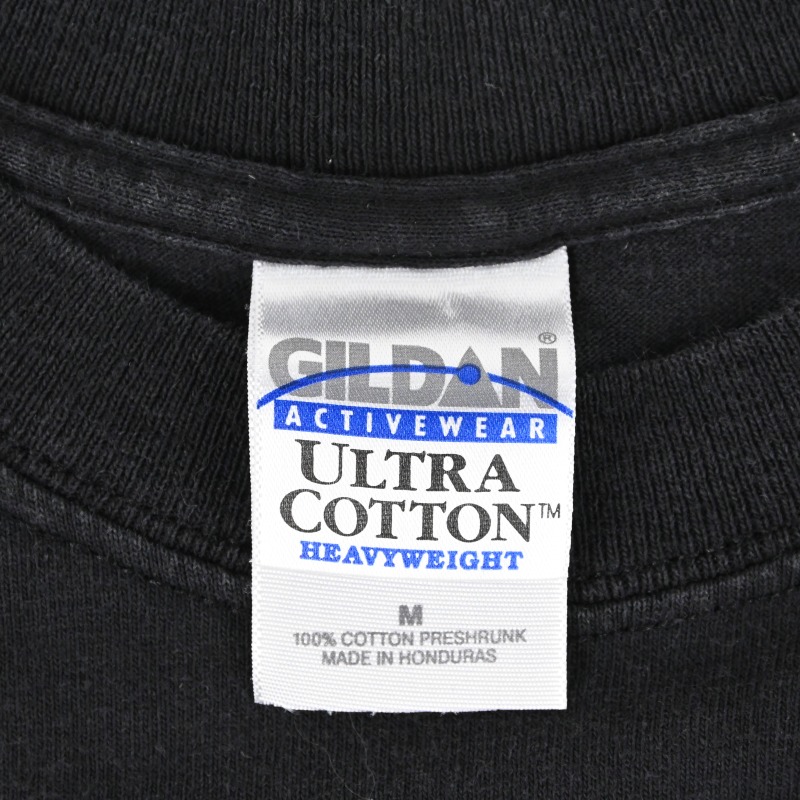 GILDAN®
ACTIVEWEAR
ULTRA
COTTON™
HEAVYWEIGHT
M
100% COTTON PRESHRUNK
MADE IN HONDURAS